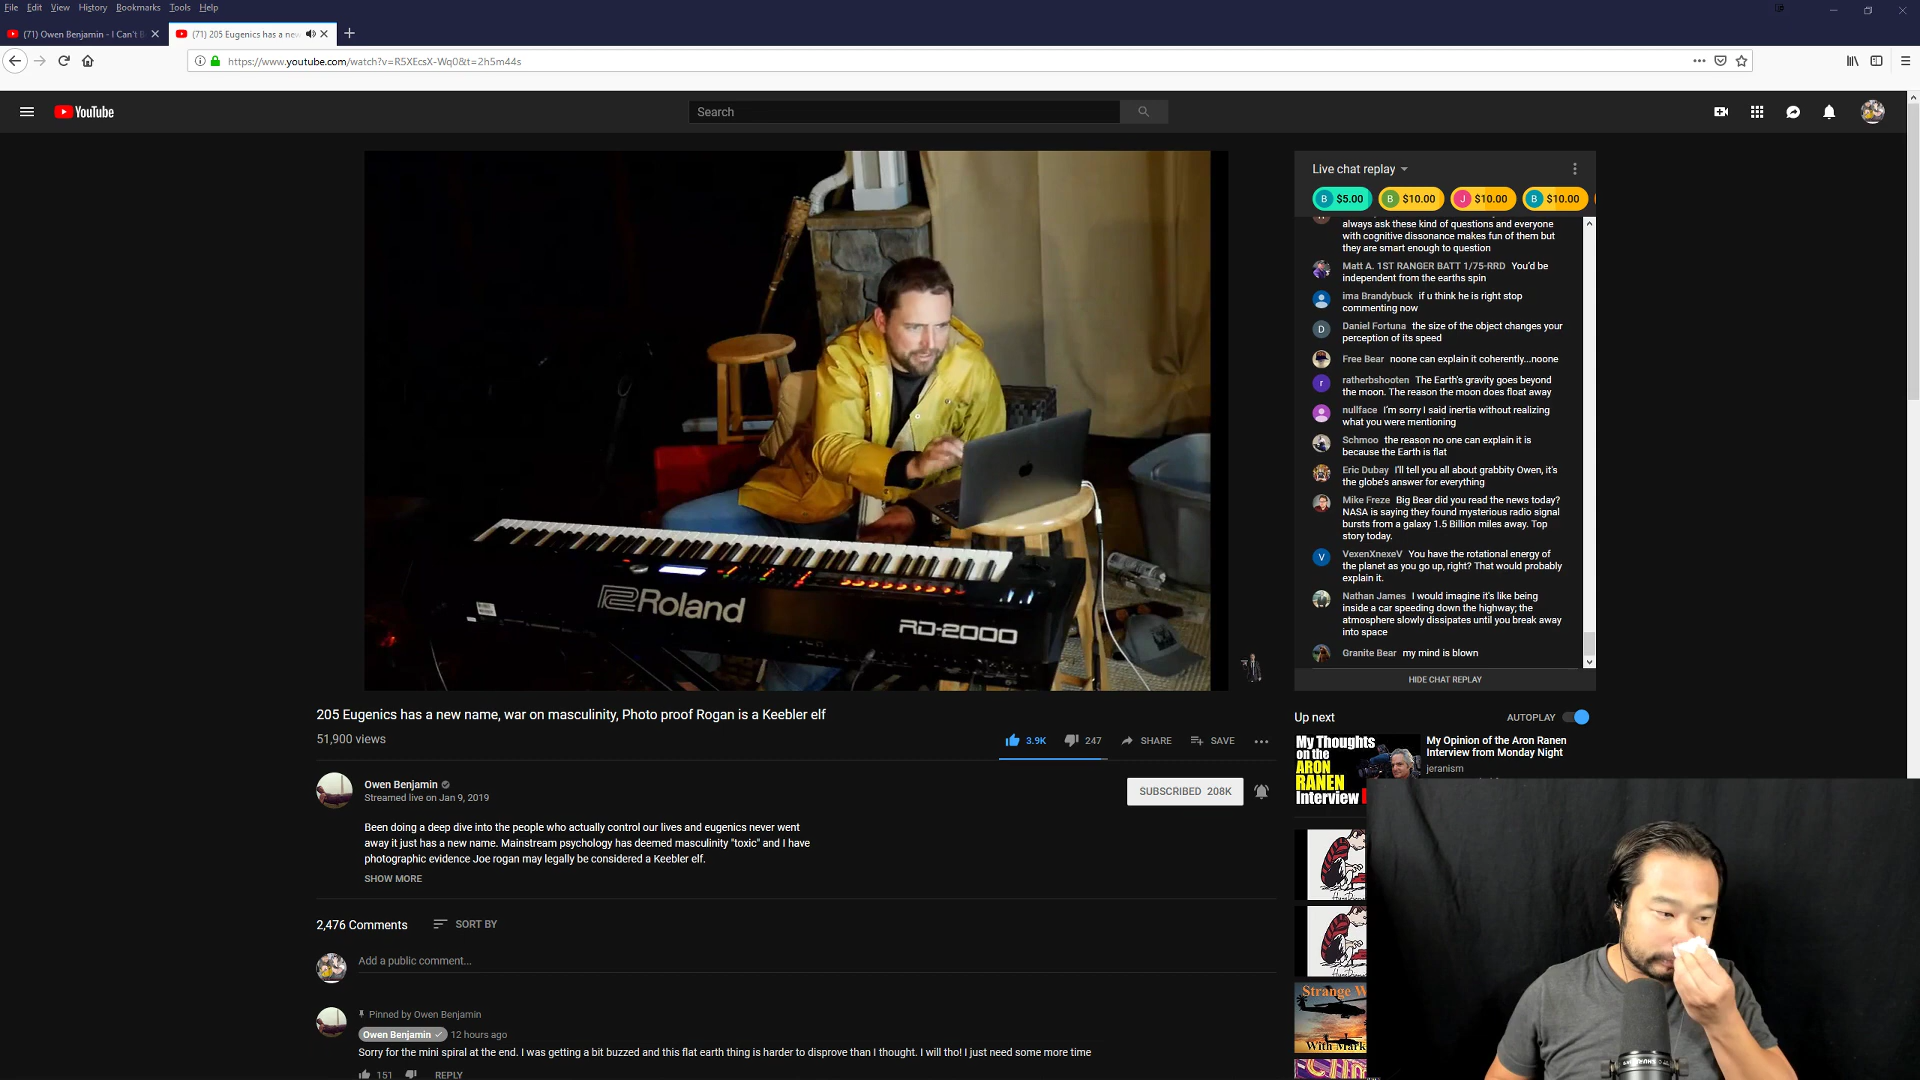 File Edit View History Bookmarks Tools Help
(71) Owen Benjamin - I Can't B
(71) 205 Eugenics has a new
https://www.youtube.com/watch?v=R5XEcsX-Wq0&t=2h5m44s
YouTube
Search
Roland
RD-2000
Live chat replay
B $5.00 B $10.00 J $10.00 B $10.00
always ask these kind of questions and everyone
with cognitive dissonance makes fun of them but
they are smart enough to question
Matt A. 1ST RANGER BATT 1/75-RRD You'd be
independent from the earths spin
ima Brandybuck if u think he is right stop
commenting now
D Daniel Fortuna the size of the object changes your
perception of its speed
Free Bear noone can explain it coherently...noone
r ratherbshooten The Earth's gravity goes beyond
the moon. The reason the moon does float away
nullface I'm sorry I said inertia without realizing
what you were mentioning
Schmoo the reason no one can explain it is
because the Earth is flat
Eric Dubay I'll tell you all about grabbity Owen, it's
the globe's answer for everything
Mike Freze Big Bear did you read the news today?
NASA is saying they found mysterious radio signal
bursts from a galaxy 1.5 Billion miles away. Top
story today.
V VexenXnexeV You have the rotational energy of
the planet as you go up, right? That would probably
explain it.
Nathan James I would imagine it's like being
inside a car speeding down the highway; the
atmosphere slowly dissipates until you break away
into space
Granite Bear my mind is blown
HIDE CHAT REPLAY
205 Eugenics has a new name, war on masculinity, Photo proof Rogan is a Keebler elf
51,900 views
3.9K 247 SHARE SAVE
Owen Benjamin
Streamed live on Jan 9, 2019
SUBSCRIBED 208K
Been doing a deep dive into the people who actually control our lives and eugenics never went
away it just has a new name. Mainstream psychology has deemed masculinity "toxic" and I have
photographic evidence Joe rogan may legally be considered a Keebler elf.
SHOW MORE
2,476 Comments SORT BY
Add a public comment...
Pinned by Owen Benjamin
Owen Benjamin 12 hours ago
Sorry for the mini spiral at the end. I was getting a bit buzzed and this flat earth thing is harder to disprove than I thought. I will tho! I just need some more time
151 REPLY
Up next AUTOPLAY
My Thoughts
on the
ARON
RANEN
Interview
My Opinion of the Aron Ranen
Interview from Monday Night
jeranism
Strange W
With Mark